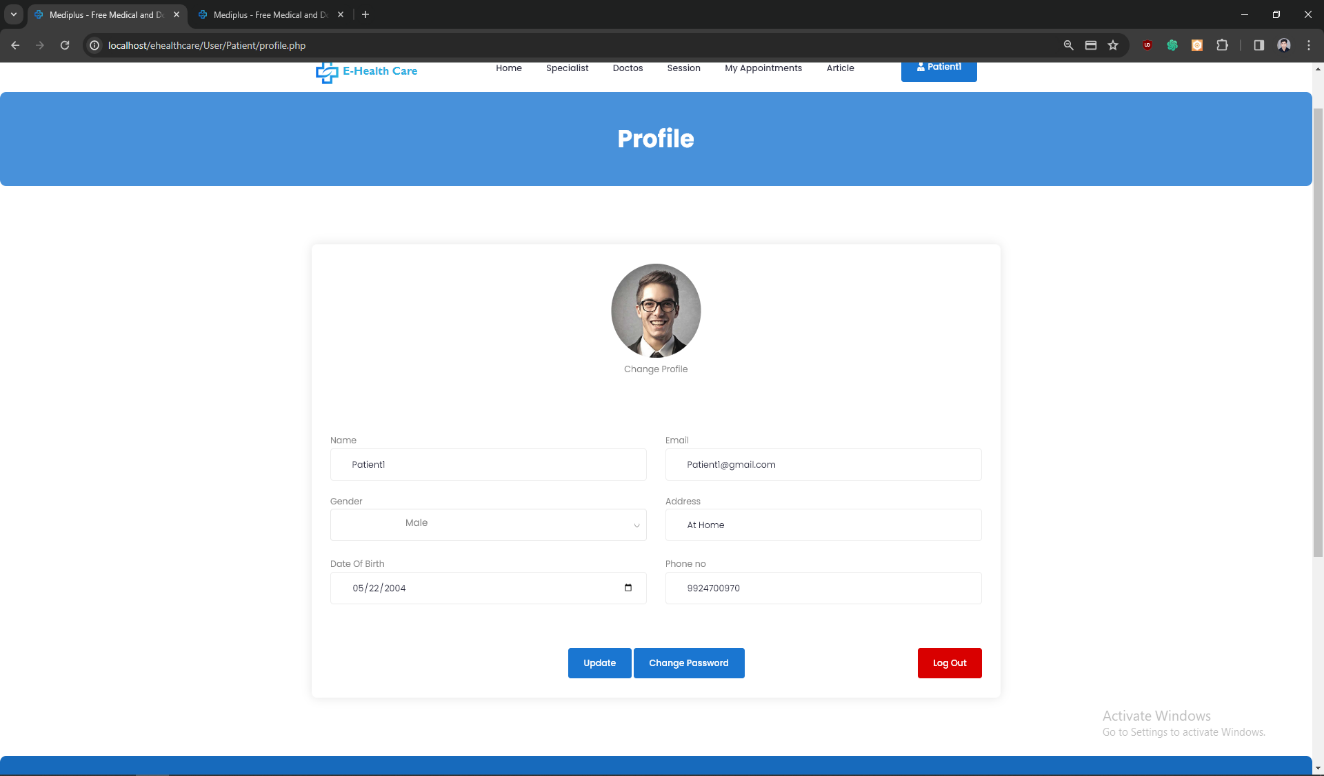 Mediplus - Free Medical and Do
Mediplus - Free Medical and Do
localhost/ehealthcare/User/Patient/profile.php
E-Health Care
Home
Specialist
Doctos
Session
My Appointments
Article
Patient1
Profile
Change Profile
Name
Email
Patient1
Patient1@gmail.com
Gender
Address
Male
At Home
Date Of Birth
Phone no
05/22/2004
9924700970
Update
Change Password
Log Out
Activate Windows
Go to Settings to activate Windows.